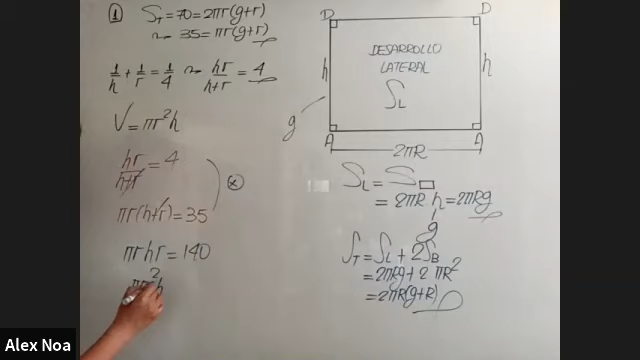 ① S_T = 70 = 2πr(g+r)
~ 35 = πr(g+r)
1/h + 1/r = 1/4 ~ hr/(h+r) = 4
V = πr²h
hr/(h+r) = 4
πr(h+r) = 35
ⓧ
πrhr = 140
πr²h
D D
DESARROLLO
LATERAL
S_L
h h
g
A A
2πR
S_L = S▭
= 2πR h = 2πRg
g
S_T = S_L + 2S_B
= 2πRg + 2πR²
= 2πR(g+R)
Alex Noa